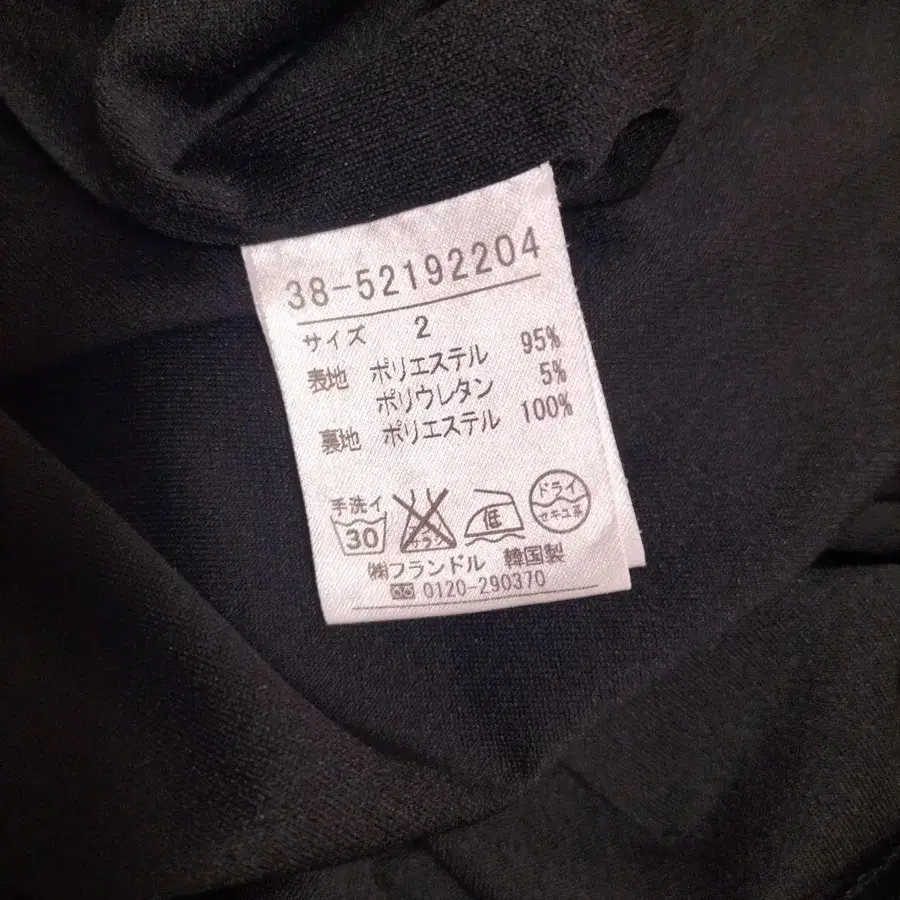 38-52192204
サイズ 2
表地 ポリエステル 95%
ポリウレタン 5%
裏地 ポリエステル 100%
手洗イ 30 低 ドライ セキユ系
㈱フランドル 韓国製
0120-290370